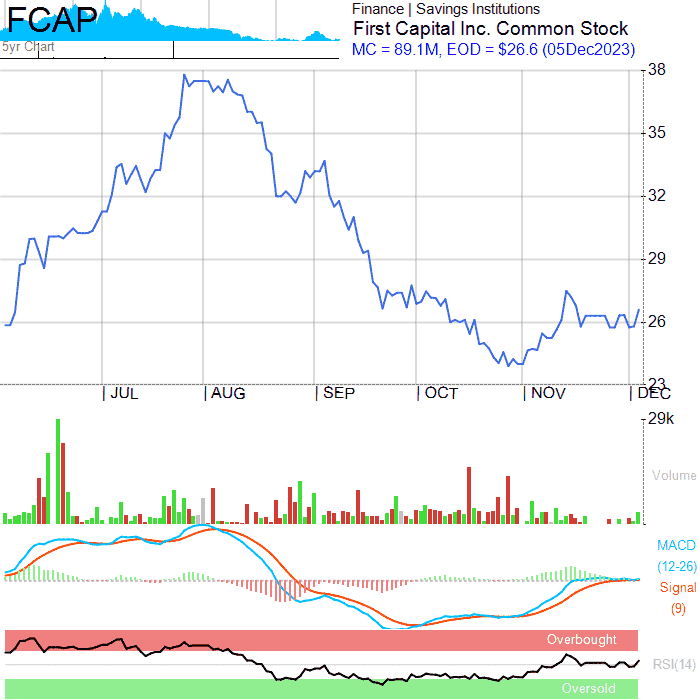 FCAP
5yr Chart
Finance | Savings Institutions
First Capital Inc. Common Stock
MC = 89.1M, EOD = $26.6 (05Dec2023)
38
35
32
29
26
23
| JUL | AUG | SEP | OCT | NOV | DEC
29k
Volume
MACD
(12-26)
Signal
(9)
Overbought
RSI(14)
Oversold